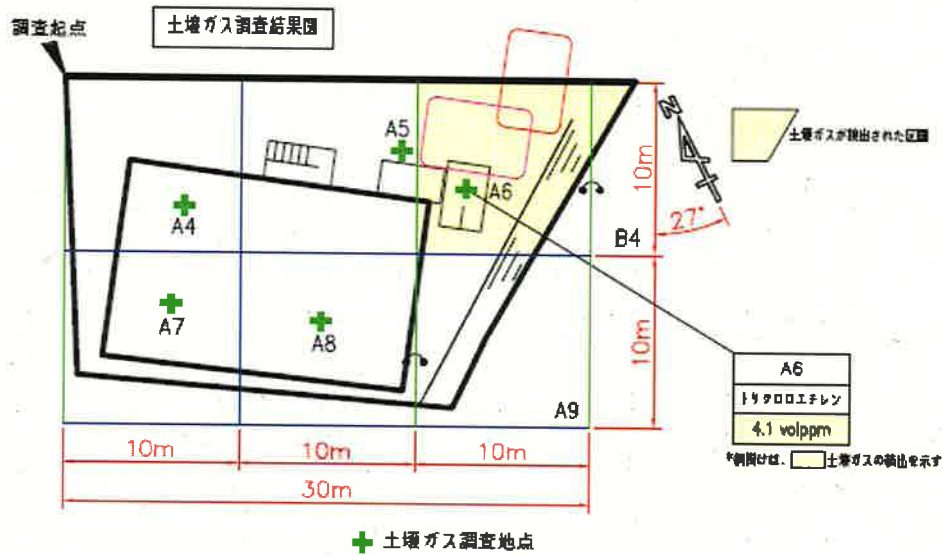 土壌ガス調査結果図
調査起点
A5
A6
A4
A7
A8
B4
A9
N
27°
10m
10m
10m
10m
10m
30m
土壌ガスが検出された区画
A6
トリクロロエチレン
4.1 volppm
*網掛けは、
土壌ガスの検出を示す
土壌ガス調査地点